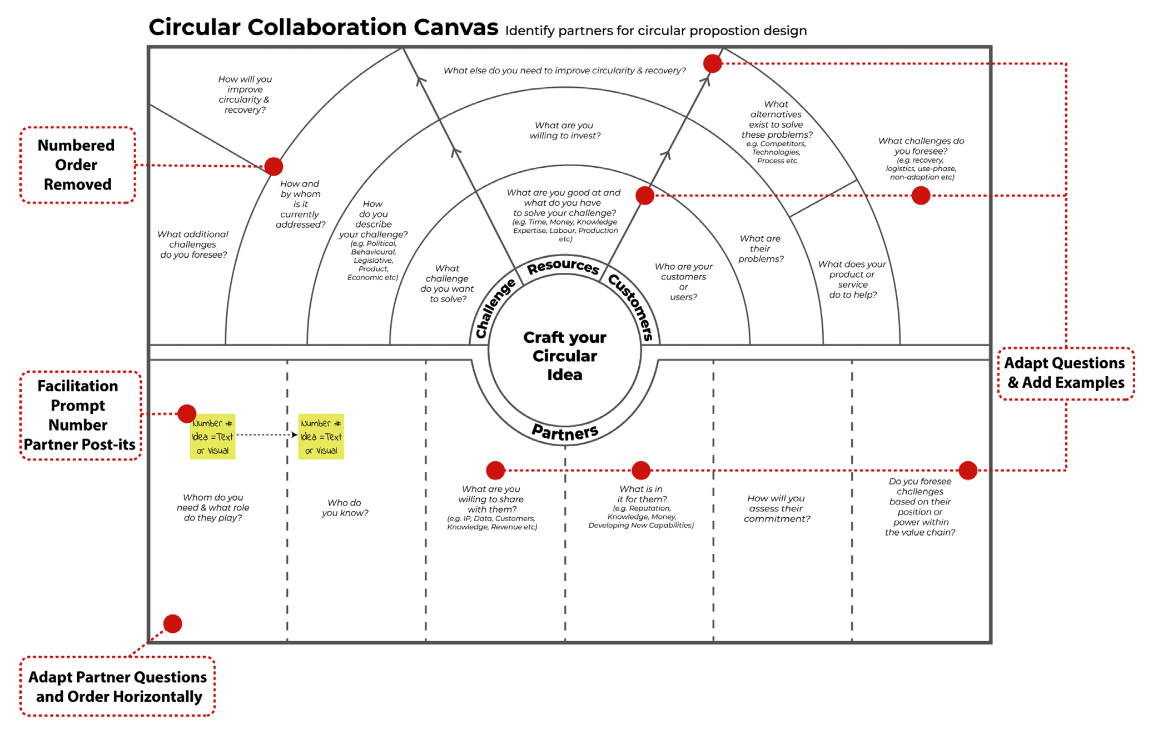 Circular Collaboration Canvas Identify partners for circular propostion design
How will you
improve
circularity &
recovery?
What else do you need to improve circularity & recovery?
What
alternatives
exist to solve
these problems?
e.g. Competitors,
Technologies,
Process etc
What challenges do
you foresee?
(e.g. recovery,
logistics, use-phase,
non-adoption etc)
What are you
willing to invest?
Numbered
Order
Removed
How and
by whom
is it
currently
addressed?
How
do you
describe
your challenge?
(e.g. Political,
Behavioural,
Legislative,
Product,
Economic etc)
What are you good at and
what do you have
to solve your challenge?
(e.g. Time, Money, Knowledge
Expertise, Labour, Production
etc)
What additional
challenges
do you foresee?
What are
their
problems?
What
challenge
do you want
to solve?
Who are your
customers
or
users?
What does your
product or
service
do to help?
Challenge
Resources
Customers
Craft your
Circular
Idea
Partners
Adapt Questions
& Add Examples
Facilitation
Prompt
Number
Partner Post-its
Number #
Idea =Text
or Visual
Number #
Idea =Text
or Visual
Whom do you
need & what role
do they play?
Who do
you know?
What are you
willing to share
with them?
(e.g. IP, Data, Customers,
Knowledge, Revenue etc)
What is in
it for them?
(e.g. Reputation,
Knowledge, Money,
Developing New Capabilities)
How will you
assess their
commitment?
Do you foresee
challenges
based on their
position or
power within
the value chain?
Adapt Partner Questions
and Order Horizontally